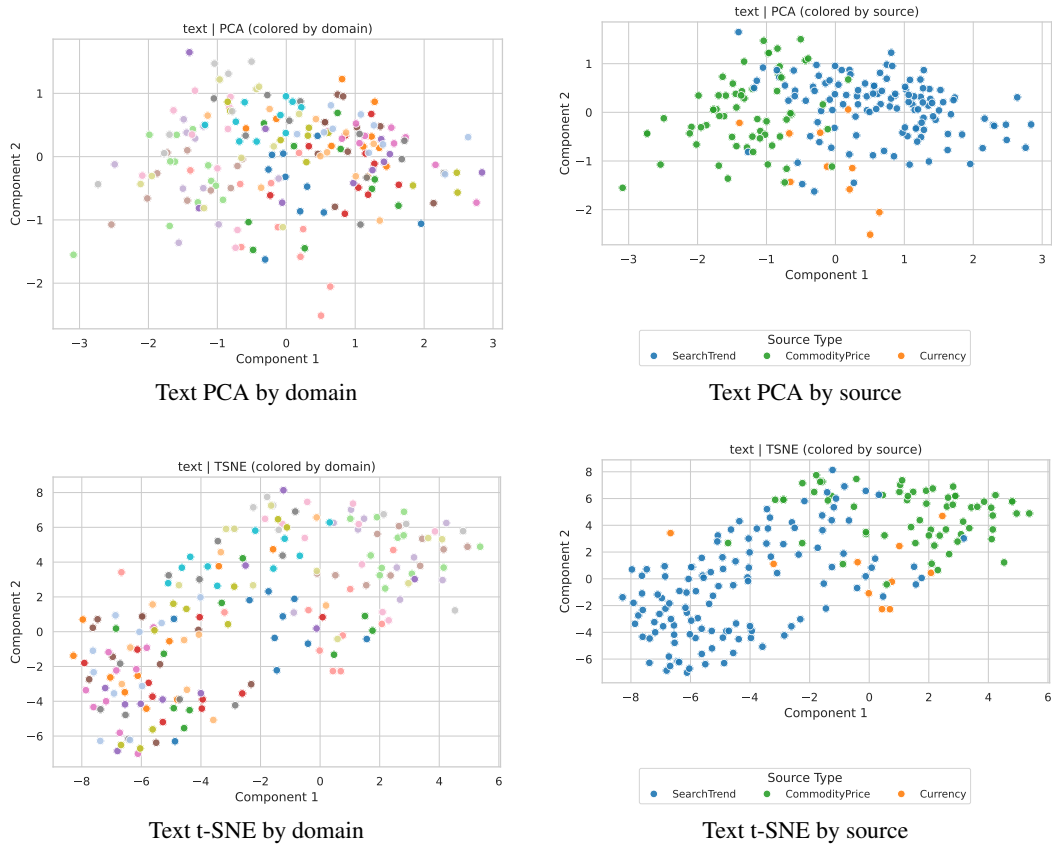 text | PCA (colored by domain)
Component 2
1
0
−1
−2
−3 −2 −1 0 1 2 3
Component 1
Text PCA by domain
text | PCA (colored by source)
Component 2
1
0
−1
−2
−3 −2 −1 0 1 2 3
Component 1
Source Type
SearchTrend CommodityPrice Currency
Text PCA by source
text | TSNE (colored by domain)
Component 2
8
6
4
2
0
−2
−4
−6
−8 −6 −4 −2 0 2 4 6
Component 1
Text t-SNE by domain
text | TSNE (colored by source)
Component 2
8
6
4
2
0
−2
−4
−6
−8 −6 −4 −2 0 2 4 6
Component 1
Source Type
SearchTrend CommodityPrice Currency
Text t-SNE by source